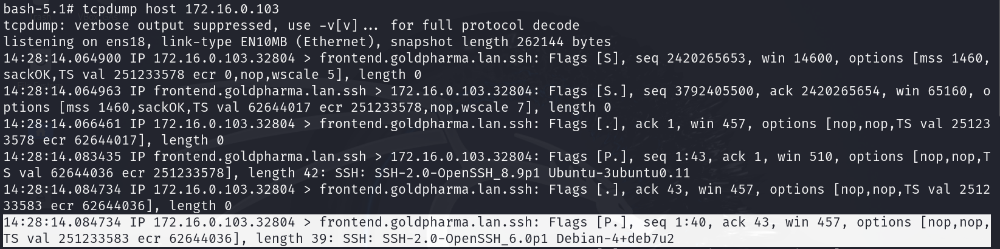 bash-5.1# tcpdump host 172.16.0.103
tcpdump: verbose output suppressed, use -v[v]... for full protocol decode
listening on ens18, link-type EN10MB (Ethernet), snapshot length 262144 bytes
14:28:14.064900 IP 172.16.0.103.32804 > frontend.goldpharma.lan.ssh: Flags [S], seq 2420265653, win 14600, options [mss 1460,
sackOK,TS val 251233578 ecr 0,nop,wscale 5], length 0
14:28:14.064963 IP frontend.goldpharma.lan.ssh > 172.16.0.103.32804: Flags [S.], seq 3792405500, ack 2420265654, win 65160, o
ptions [mss 1460,sackOK,TS val 62644017 ecr 251233578,nop,wscale 7], length 0
14:28:14.066461 IP 172.16.0.103.32804 > frontend.goldpharma.lan.ssh: Flags [.], ack 1, win 457, options [nop,nop,TS val 25123
3578 ecr 62644017], length 0
14:28:14.083435 IP frontend.goldpharma.lan.ssh > 172.16.0.103.32804: Flags [P.], seq 1:43, ack 1, win 510, options [nop,nop,T
S val 62644036 ecr 251233578], length 42: SSH: SSH-2.0-OpenSSH_8.9p1 Ubuntu-3ubuntu0.11
14:28:14.084734 IP 172.16.0.103.32804 > frontend.goldpharma.lan.ssh: Flags [.], ack 43, win 457, options [nop,nop,TS val 2512
33583 ecr 62644036], length 0
14:28:14.084734 IP 172.16.0.103.32804 > frontend.goldpharma.lan.ssh: Flags [P.], seq 1:40, ack 43, win 457, options [nop,nop,
TS val 251233583 ecr 62644036], length 39: SSH: SSH-2.0-OpenSSH_6.0p1 Debian-4+deb7u2